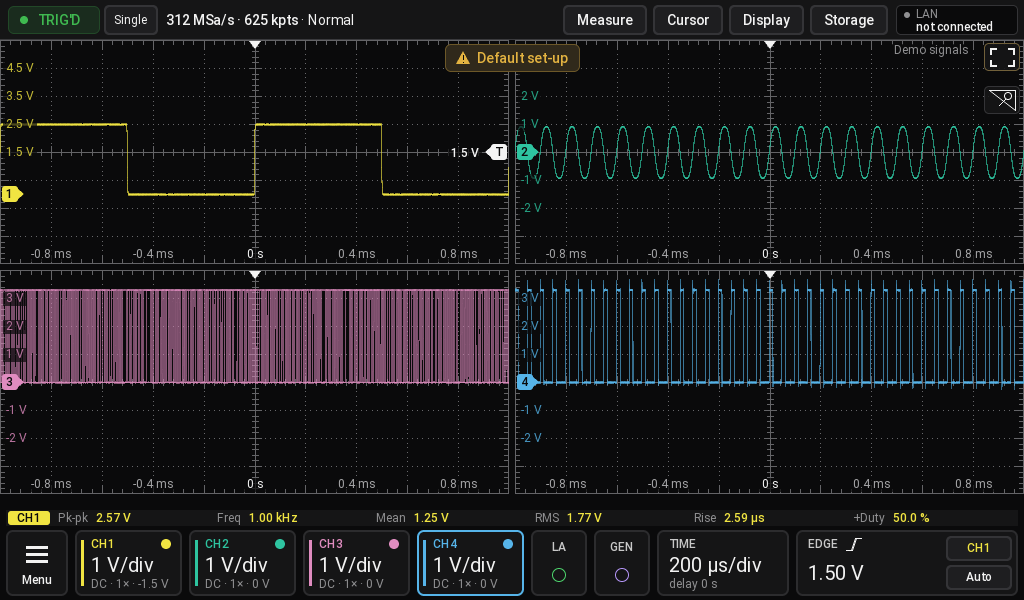 TRIG'D
Single
312 MSa/s · 625 kpts · Normal
Measure
Cursor
Display
Storage
LAN
not connected
Default set-up
Demo signals
4.5 V
3.5 V
2.5 V
1.5 V
1
1.5 V
T
-0.8 ms
-0.4 ms
0 s
0.4 ms
0.8 ms
2 V
1 V
2
-1 V
-2 V
-0.8 ms
-0.4 ms
0 s
0.4 ms
0.8 ms
3 V
2 V
1 V
3
-1 V
-2 V
-0.8 ms
-0.4 ms
0 s
0.4 ms
0.8 ms
3 V
2 V
1 V
4
-1 V
-2 V
-0.8 ms
-0.4 ms
0 s
0.4 ms
0.8 ms
CH1 Pk-pk 2.57 V Freq 1.00 kHz Mean 1.25 V RMS 1.77 V Rise 2.59 µs +Duty 50.0 %
Menu
CH1
1 V/div
DC · 1× · -1.5 V
CH2
1 V/div
DC · 1× · 0 V
CH3
1 V/div
DC · 1× · 0 V
CH4
1 V/div
DC · 1× · 0 V
LA
GEN
TIME
200 µs/div
delay 0 s
EDGE
1.50 V
CH1
Auto